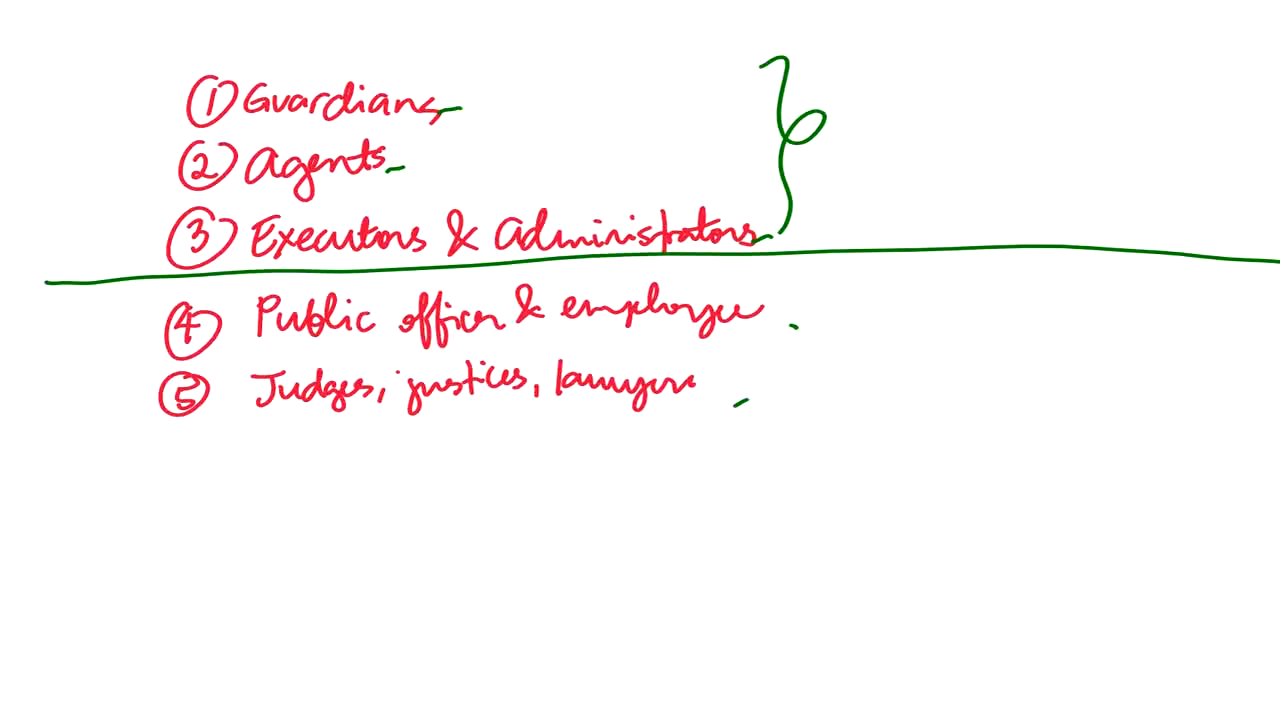 ① Guardians
② Agents
③ Executors & Administrators
④ Public officer & employee
⑤ Judges, justices, lawyers